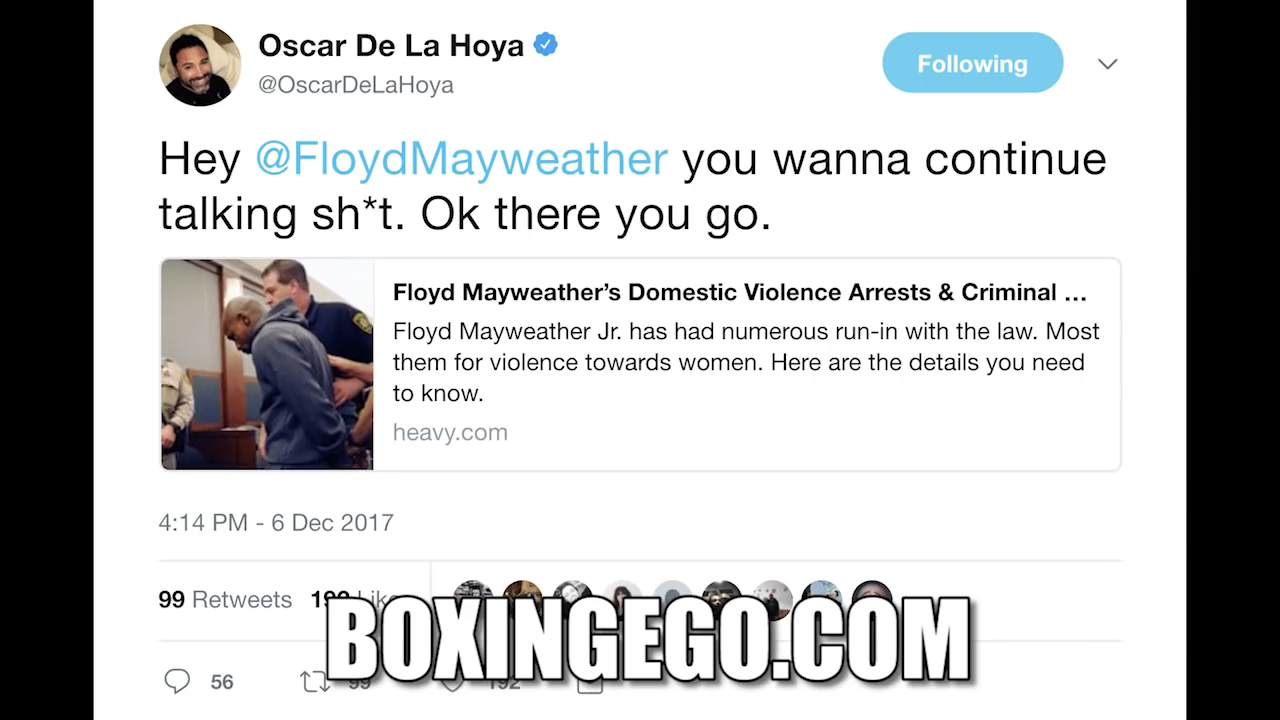 Oscar De La Hoya
@OscarDeLaHoya
Following
Hey @FloydMayweather you wanna continue
talking sh*t. Ok there you go.
Floyd Mayweather’s Domestic Violence Arrests & Criminal ...
Floyd Mayweather Jr. has had numerous run-in with the law. Most
them for violence towards women. Here are the details you need
to know.
heavy.com
4:14 PM - 6 Dec 2017
99 Retweets
BOXINGEGO.COM
56
99
192